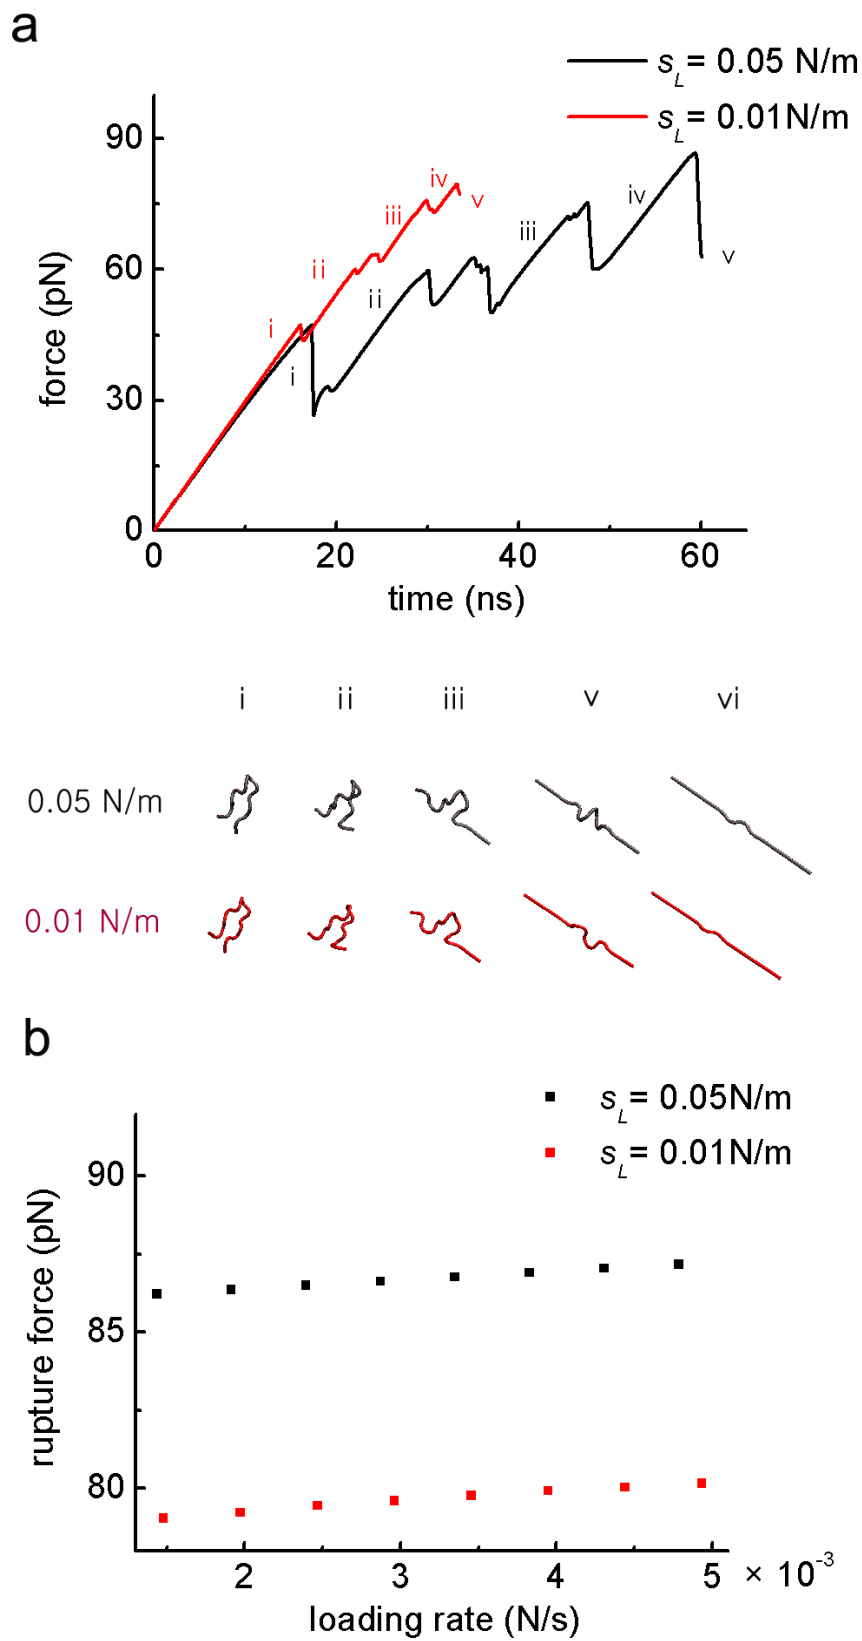 a
s_L = 0.05 N/m
s_L = 0.01N/m
90
60
30
0
force (pN)
i
ii
iii
iv
v
i
ii
iii
iv
v
0 20 40 60
time (ns)
i ii iii v vi
0.05 N/m
0.01 N/m
b
s_L = 0.05N/m
s_L = 0.01N/m
90
85
80
rupture force (pN)
2 3 4 5 × 10⁻³
loading rate (N/s)